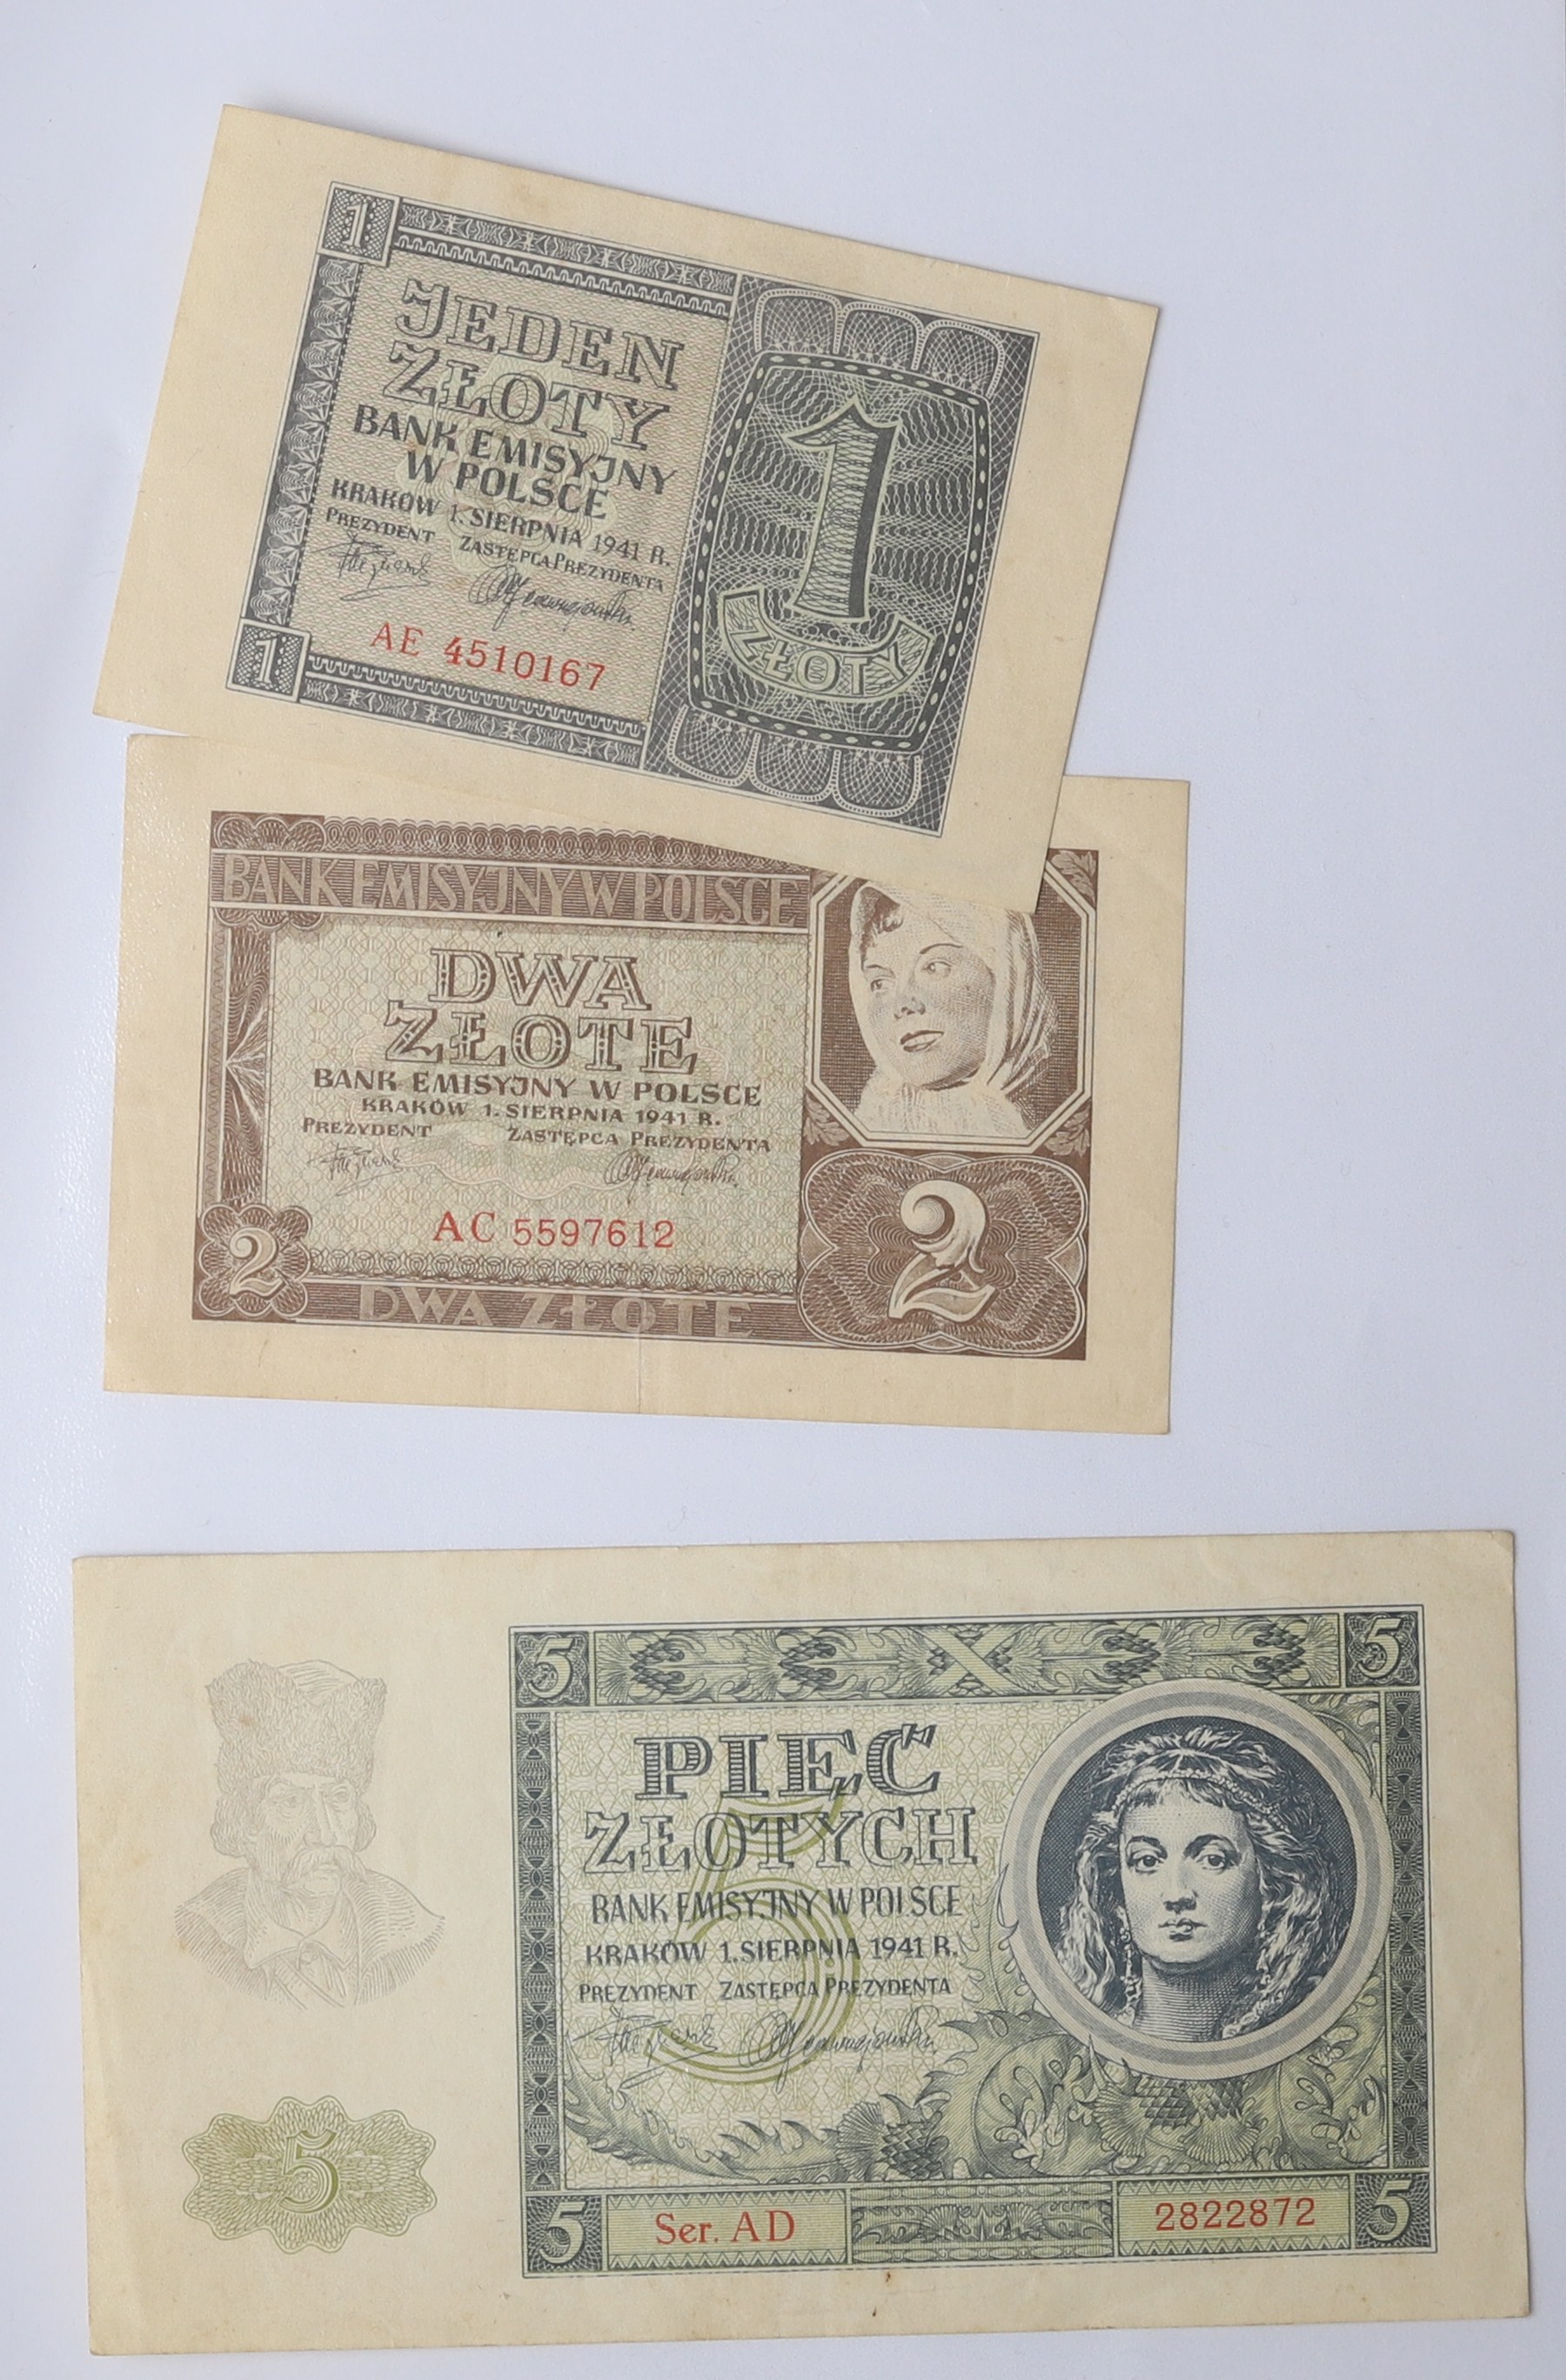 1
JEDEN
ZŁOTY
BANK EMISYJNY
W POLSCE
KRAKÓW 1. SIERPNIA 1941 R.
PREZYDENT ZASTĘPCA PREZYDENTA
AE 4510167
1
1
ZŁOTY
BANK EMISYJNY W POLSCE
DWA
ZŁOTE
BANK EMISYJNY W POLSCE
KRAKÓW 1. SIERPNIA 1941 R.
PREZYDENT ZASTĘPCA PREZYDENTA
AC 5597612
2
DWA ZŁOTE
2
5
5
PIĘĆ
ZŁOTYCH
5
BANK EMISYJNY W POLSCE
KRAKÓW 1. SIERPNIA 1941 R.
PREZYDENT ZASTĘPCA PREZYDENTA
5
5
Ser. AD
2822872
5